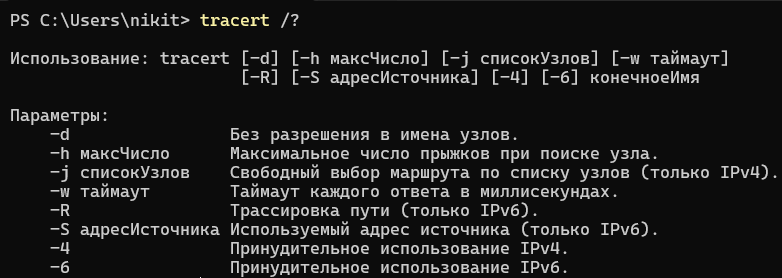 PS C:\Users\nikit> tracert /?
Использование: tracert [-d] [-h максЧисло] [-j списокУзлов] [-w таймаут]
[-R] [-S адресИсточника] [-4] [-6] конечноеИмя
Параметры:
-d Без разрешения в имена узлов.
-h максЧисло Максимальное число прыжков при поиске узла.
-j списокУзлов Свободный выбор маршрута по списку узлов (только IPv4).
-w таймаут Таймаут каждого ответа в миллисекундах.
-R Трассировка пути (только IPv6).
-S адресИсточника Используемый адрес источника (только IPv6).
-4 Принудительное использование IPv4.
-6 Принудительное использование IPv6.